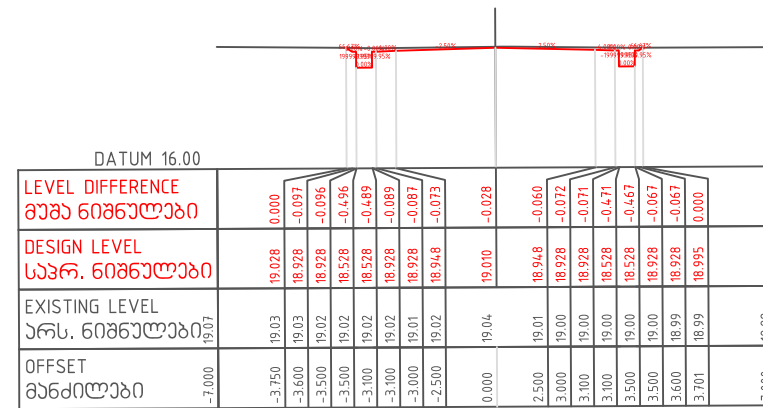 -2.50% -2.50%
DATUM 16.00
LEVEL DIFFERENCE
მუშა ნიშნულები
0.000 -0.097 -0.096 -0.496 -0.489 -0.089 -0.087 -0.073 -0.028 -0.060 -0.072 -0.071 -0.471 -0.467 -0.067 -0.067 0.000
DESIGN LEVEL
საპრ. ნიშნულები
19.028 18.928 18.928 18.528 18.528 18.928 18.928 18.948 19.010 18.948 18.928 18.928 18.528 18.528 18.928 18.928 18.995
EXISTING LEVEL
არს. ნიშნულები
19.07 19.03 19.03 19.02 19.02 19.02 19.02 19.01 19.02 19.04 19.01 19.00 19.00 19.00 19.00 19.00 18.99 18.99
OFFSET
მანძილები
-7.000 -3.750 -3.600 -3.500 -3.500 -3.100 -3.100 -3.000 -2.500 0.000 2.500 3.000 3.100 3.100 3.500 3.500 3.600 3.701